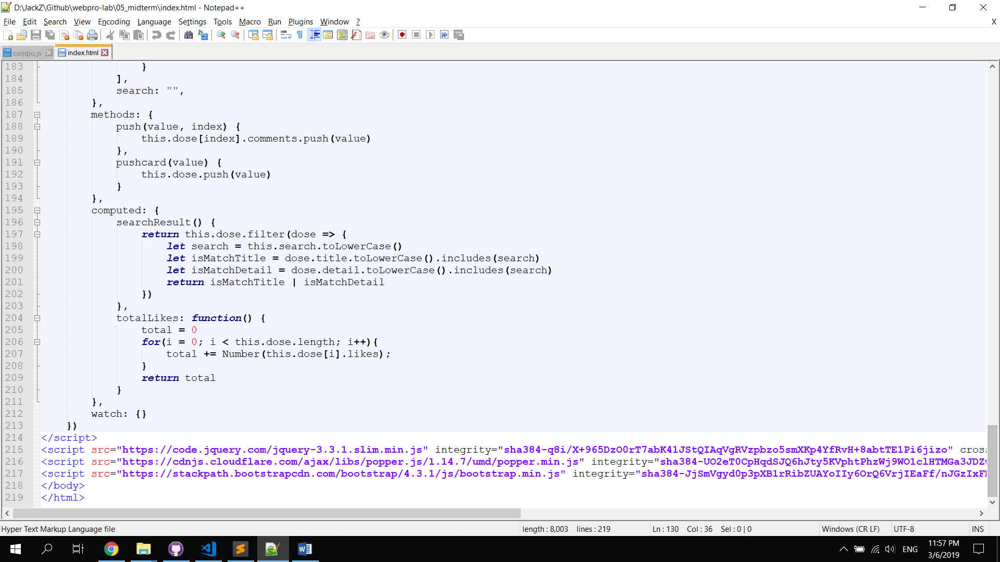 D:\JackZ\Github\webpro-lab\05_midterm\index.html - Notepad++
File Edit Search View Encoding Language Settings Tools Macro Run Plugins Window ? X
compo.js index.html
183 }
184 ],
185 search: "",
186 },
187 methods: {
188 push(value, index) {
189 this.dose[index].comments.push(value)
190 },
191 pushcard(value) {
192 this.dose.push(value)
193 }
194 },
195 computed: {
196 searchResult() {
197 return this.dose.filter(dose => {
198 let search = this.search.toLowerCase()
199 let isMatchTitle = dose.title.toLowerCase().includes(search)
200 let isMatchDetail = dose.detail.toLowerCase().includes(search)
201 return isMatchTitle | isMatchDetail
202 })
203 },
204 totalLikes: function() {
205 total = 0
206 for(i = 0; i < this.dose.length; i++){
207 total += Number(this.dose[i].likes);
208 }
209 return total
210 }
211 },
212 watch: {}
213 })
214 </script>
215 <script src="https://code.jquery.com/jquery-3.3.1.slim.min.js" integrity="sha384-q8i/X+965DzO0rT7abK41JStQIAqVgRVzpbzo5smXKp4YfRvH+8abtTE1Pi6jizo" cros
216 <script src="https://cdnjs.cloudflare.com/ajax/libs/popper.js/1.14.7/umd/popper.min.js" integrity="sha384-UO2eT0CpHqdSJQ6hJty5KVphtPhzWj9WO1clHTMGa3JDZ
217 <script src="https://stackpath.bootstrapcdn.com/bootstrap/4.3.1/js/bootstrap.min.js" integrity="sha384-JjSmVgyd0p3pXB1rRibZUAYoIIy6OrQ6VrjIEaFf/nJGzIxF
218 </body>
219 </html>
Hyper Text Markup Language file length : 8,003 lines : 219 Ln : 130 Col : 36 Sel : 0 | 0 Windows (CR LF) UTF-8 INS
ENG 11:57 PM
3/6/2019